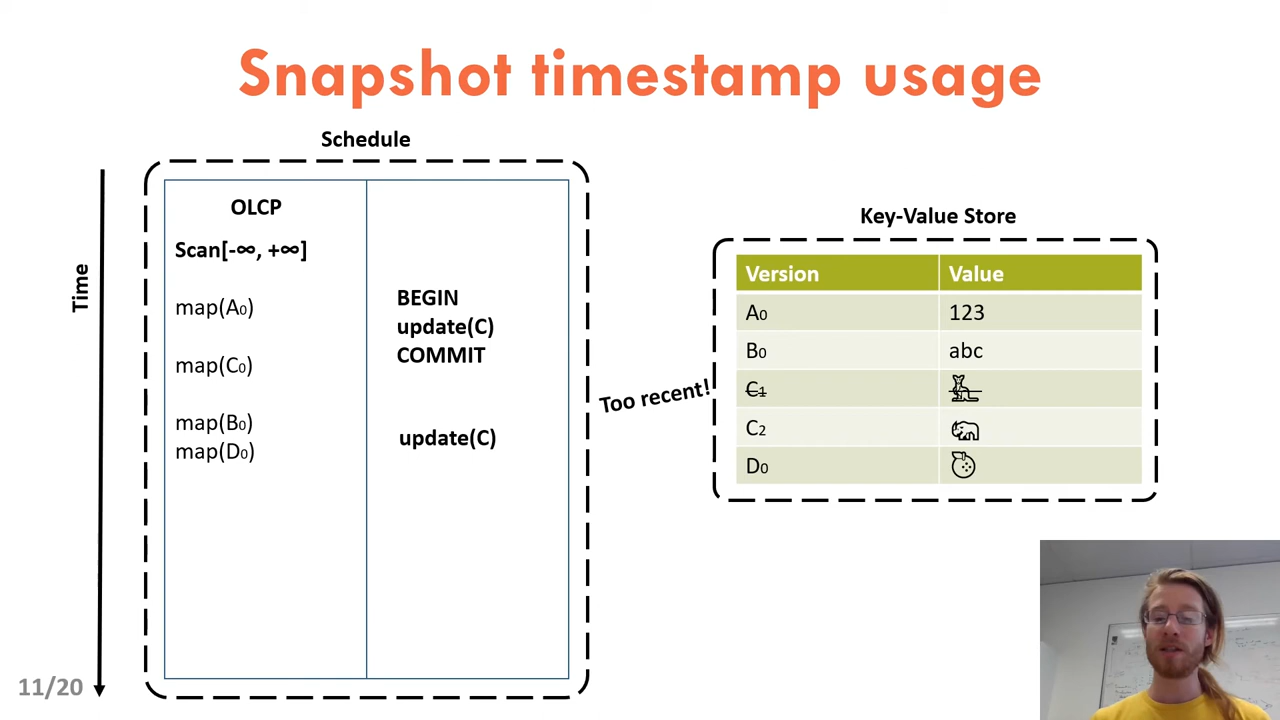 Snapshot timestamp usage
Schedule
Time
OLCP
Scan[-∞, +∞]
map(A₀)
map(C₀)
map(B₀)
map(D₀)
BEGIN
update(C)
COMMIT
update(C)
Too recent!
Key-Value Store
Version Value
A₀ 123
B₀ abc
C₁
C₂
D₀
11/20